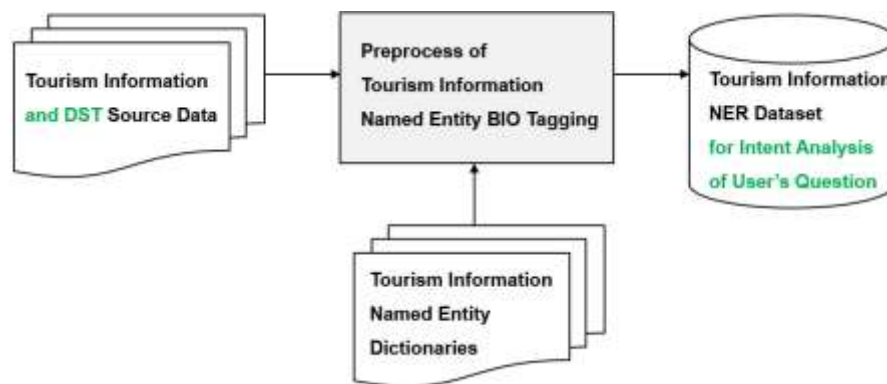 Tourism Information
and DST Source Data
Preprocess of
Tourism Information
Named Entity BIO Tagging
Tourism Information
NER Dataset
for Intent Analysis
of User's Question
Tourism Information
Named Entity
Dictionaries